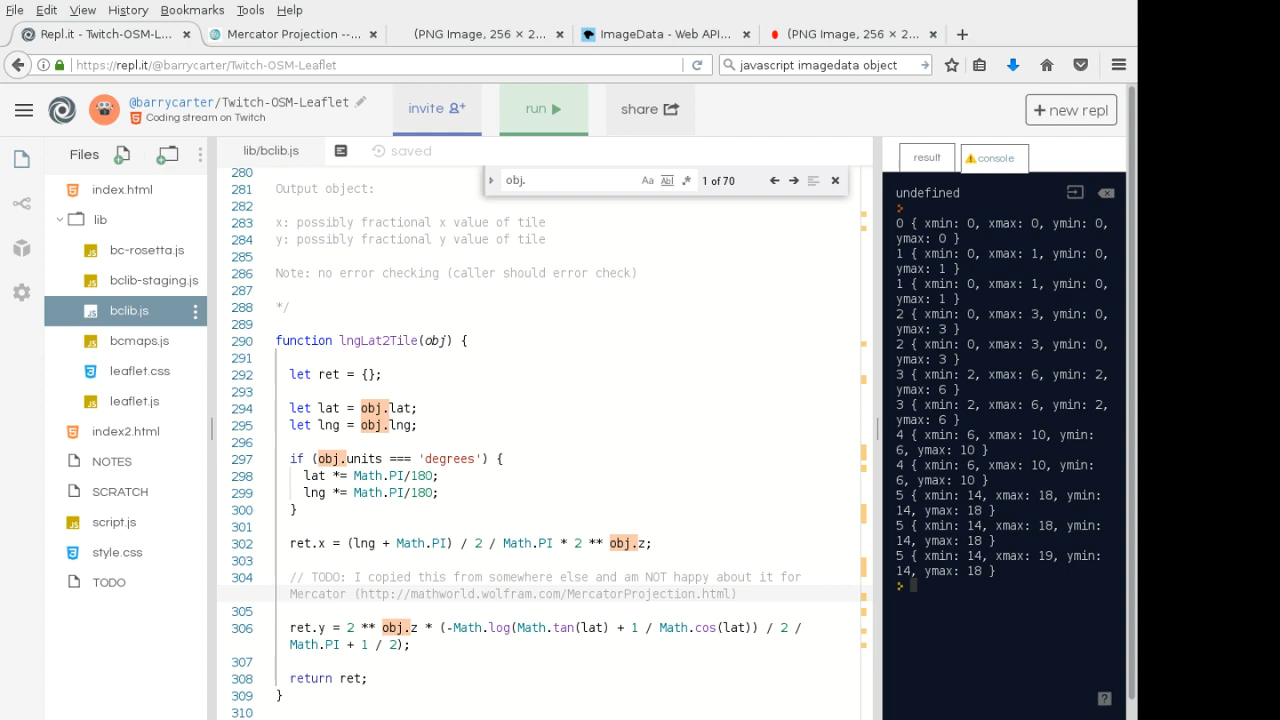 File Edit View History Bookmarks Tools Help
Repl.it - Twitch-OSM-L... ×
Mercator Projection --... ×
(PNG Image, 256 × 2... ×
ImageData - Web API... ×
(PNG Image, 256 × 2... ×
https://repl.it/@barrycarter/Twitch-OSM-Leaflet
javascript imagedata object
@barrycarter/Twitch-OSM-Leaflet
Coding stream on Twitch
invite
run
share
+ new repl
Files
index.html
lib
bc-rosetta.js
bclib-staging.js
bclib.js
bcmaps.js
leaflet.css
leaflet.js
index2.html
NOTES
SCRATCH
script.js
style.css
TODO
lib/bclib.js
saved
obj.
Aa Abl .* 1 of 70
280
281 Output object:
282
283 x: possibly fractional x value of tile
284 y: possibly fractional y value of tile
285
286 Note: no error checking (caller should error check)
287
288 */
289
290 function lngLat2Tile(obj) {
291
292 let ret = {};
293
294 let lat = obj.lat;
295 let lng = obj.lng;
296
297 if (obj.units === 'degrees') {
298 lat *= Math.PI/180;
299 lng *= Math.PI/180;
300 }
301
302 ret.x = (lng + Math.PI) / 2 / Math.PI * 2 ** obj.z;
303
304 // TODO: I copied this from somewhere else and am NOT happy about it for
Mercator (http://mathworld.wolfram.com/MercatorProjection.html)
305
306 ret.y = 2 ** obj.z * (-Math.log(Math.tan(lat) + 1 / Math.cos(lat)) / 2 /
Math.PI + 1 / 2);
307
308 return ret;
309 }
310
result
console
undefined
>
0 { xmin: 0, xmax: 0, ymin: 0,
ymax: 0 }
1 { xmin: 0, xmax: 1, ymin: 0,
ymax: 1 }
1 { xmin: 0, xmax: 1, ymin: 0,
ymax: 1 }
2 { xmin: 0, xmax: 3, ymin: 0,
ymax: 3 }
2 { xmin: 0, xmax: 3, ymin: 0,
ymax: 3 }
3 { xmin: 2, xmax: 6, ymin: 2,
ymax: 6 }
3 { xmin: 2, xmax: 6, ymin: 2,
ymax: 6 }
4 { xmin: 6, xmax: 10, ymin:
6, ymax: 10 }
4 { xmin: 6, xmax: 10, ymin:
6, ymax: 10 }
5 { xmin: 14, xmax: 18, ymin:
14, ymax: 18 }
5 { xmin: 14, xmax: 18, ymin:
14, ymax: 18 }
5 { xmin: 14, xmax: 19, ymin:
14, ymax: 18 }
>
?